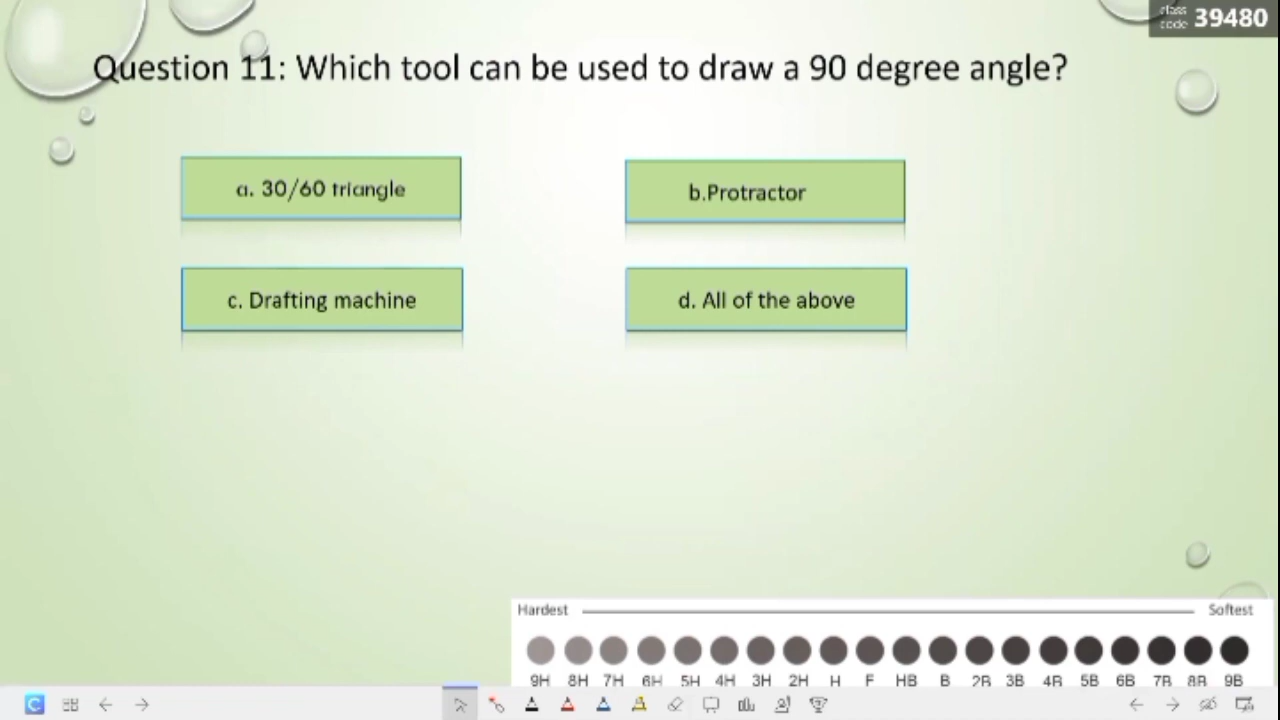 class
code 39480
Question 11: Which tool can be used to draw a 90 degree angle?
a. 30/60 triangle
b.Protractor
c. Drafting machine
d. All of the above
Hardest Softest
9H 8H 7H 6H 5H 4H 3H 2H H F HB B 2B 3B 4B 5B 6B 7B 8B 9B
C